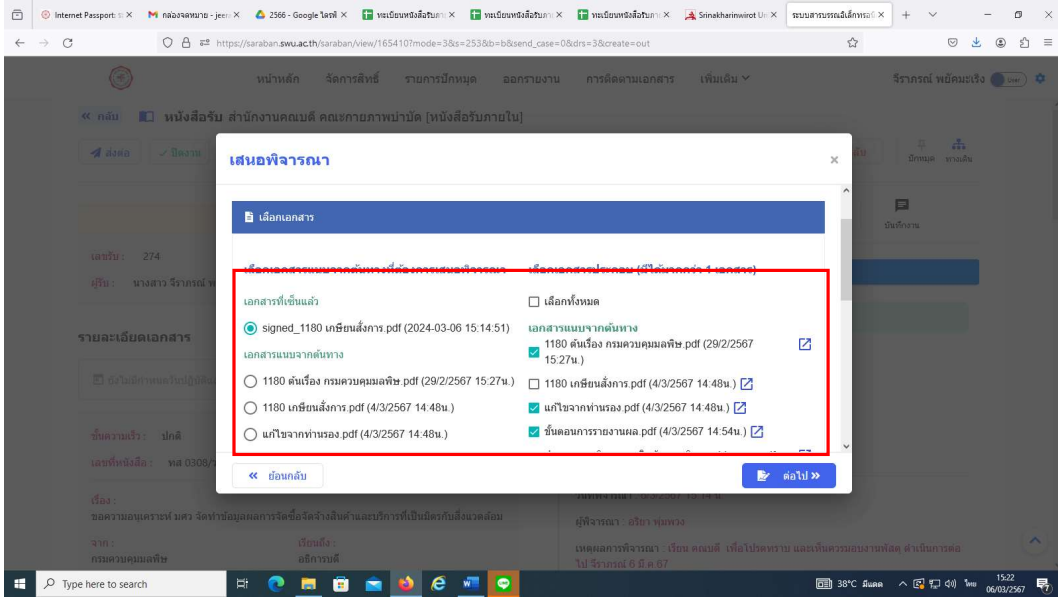 Internet Passport: ระ
กล่องจดหมาย - jeera
2566 - Google ไดรฟ์
ทะเบียนหนังสือรับภาย
ทะเบียนหนังสือรับภาย
ทะเบียนหนังสือรับภาย
Srinakharinwirot Un
ระบบสารบรรณอิเล็กทรอนิ
https://saraban.swu.ac.th/saraban/view/165410?mode=3&s=253&b=b&send_case=0&drs=3&create=out
หน้าหลัก จัดการสิทธิ์ รายการปักหมุด ออกรายงาน การติดตามเอกสาร เพิ่มเติม
จีราภรณ์ พยัคมะเริง User
กลับ หนังสือรับ สำนักงานคณบดี คณะกายภาพบำบัด [หนังสือรับภายใน]
ส่งต่อ ปิดงาน
ปักหมุด ทางเดิน
เสนอพิจารณา ×
เลือกเอกสาร
บันทึกงาน
เลขรับ : 274
ผู้รับ : นางสาว จีราภรณ์ พ
เลือกเอกสารแนบจากต้นทางที่ต้องการเสนอพิจารณา
เลือกเอกสารประกอบ (มีได้มากกว่า 1 เอกสาร)
เอกสารที่เซ็นแล้ว
signed_1180 เกษียนสั่งการ.pdf (2024-03-06 15:14:51)
เอกสารแนบจากต้นทาง
1180 ต้นเรื่อง กรมควบคุมมลพิษ.pdf (29/2/2567 15:27น.)
1180 เกษียนสั่งการ.pdf (4/3/2567 14:48น.)
แก้ไขจากท่านรอง.pdf (4/3/2567 14:48น.)
เลือกทั้งหมด
เอกสารแนบจากต้นทาง
1180 ต้นเรื่อง กรมควบคุมมลพิษ.pdf (29/2/2567
15:27น.)
1180 เกษียนสั่งการ.pdf (4/3/2567 14:48น.)
แก้ไขจากท่านรอง.pdf (4/3/2567 14:48น.)
ขั้นตอนการรายงานผล.pdf (4/3/2567 14:54น.)
รายละเอียดเอกสาร
ยังไม่มีกำหนดวันปฏิบัติ
ชั้นความเร็ว : ปกติ
เลขที่หนังสือ : ทส.0308/
ย้อนกลับ
ต่อไป
เรื่อง :
ขอความอนุเคราะห์ มศว จัดทำข้อมูลผลการจัดซื้อจัดจ้างสินค้าและบริการที่เป็นมิตรกับสิ่งแวดล้อม
จาก :
กรมควบคุมมลพิษ
เรียนถึง :
อธิการบดี
ผู้พิจารณา : อริยา พุ่มพวง
เหตุผลการพิจารณา : เรียน คณบดี เพื่อโปรดทราบ และเห็นควรมอบงานพัสดุ ดำเนินการต่อ
ไป จีราภรณ์ 6 มี.ค.67
Type here to search
38°C มีแดด
ไทย
15:22
06/03/2567